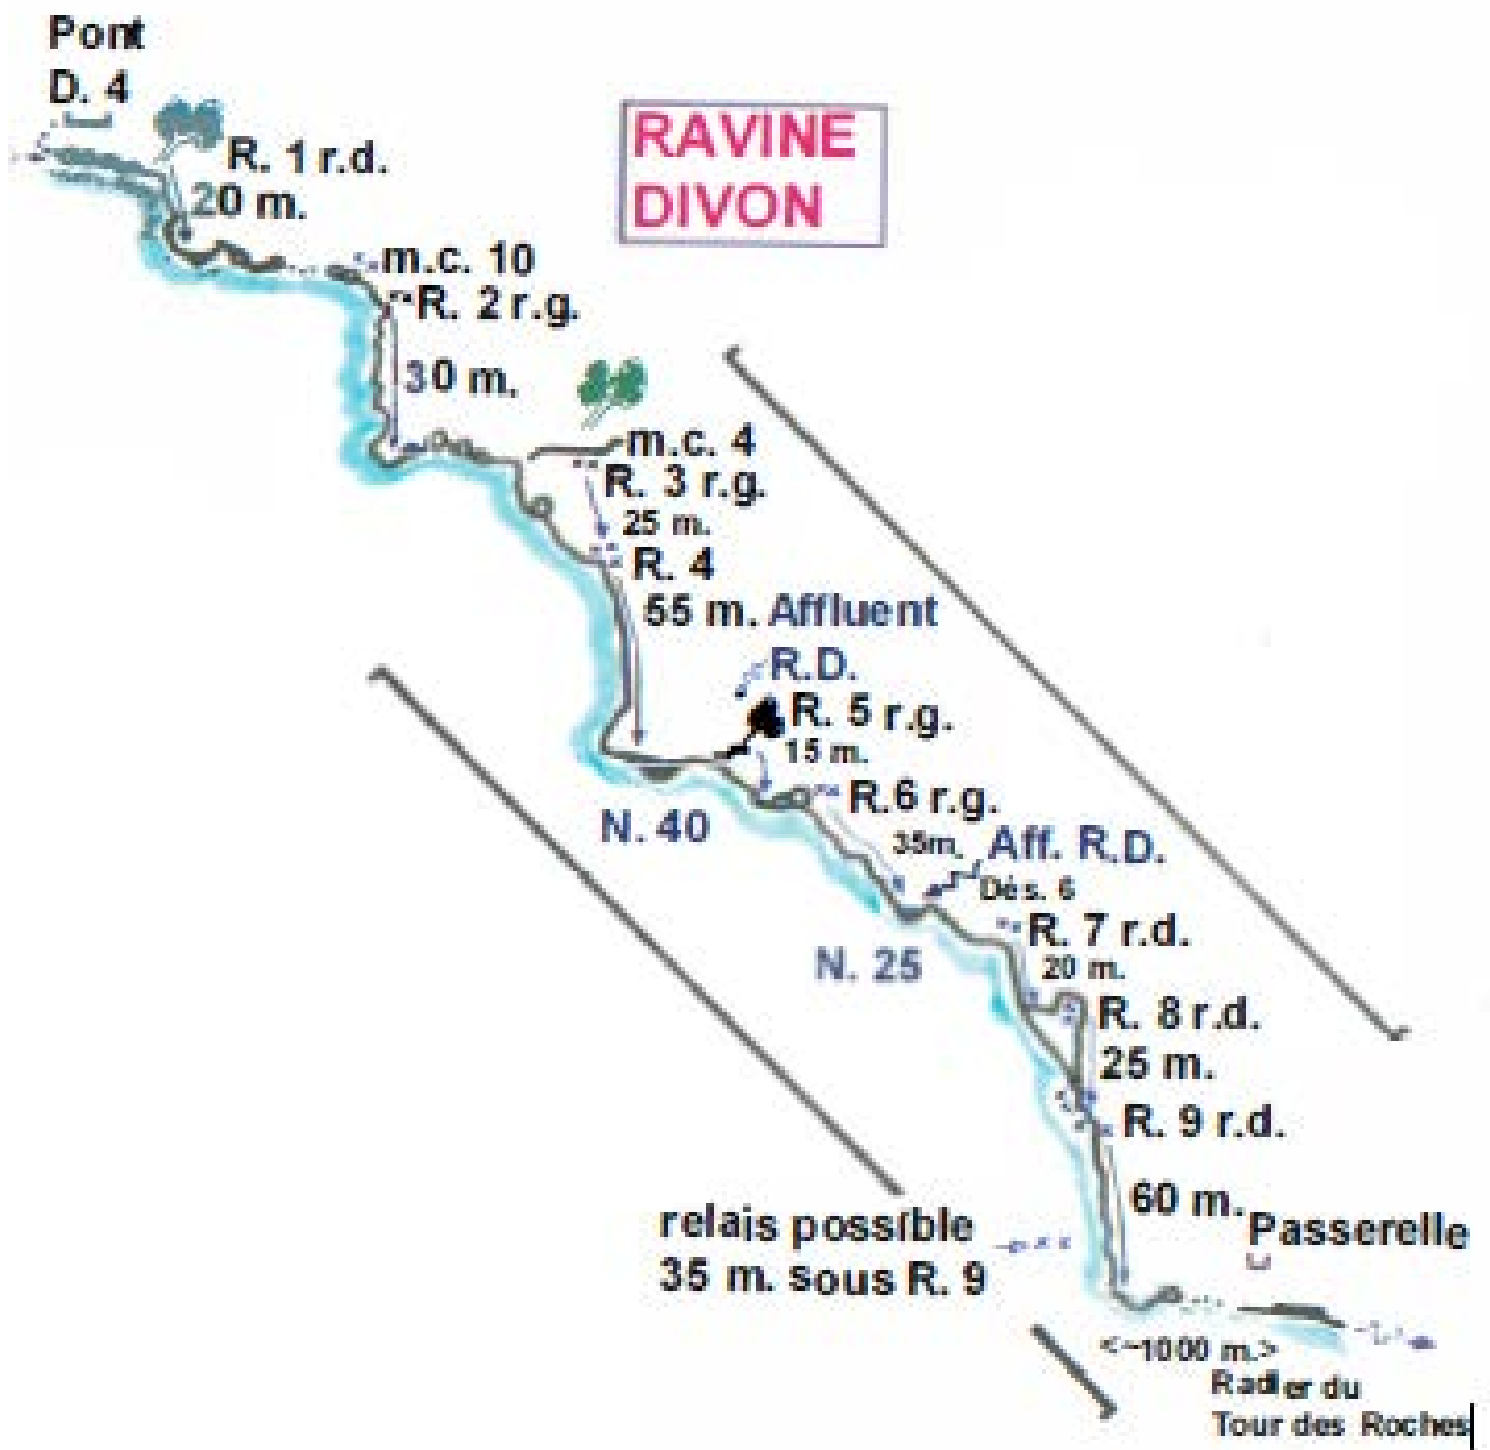 Pont
D. 4
R. 1 r.d.
20 m.
RAVINE
DIVON
m.c. 10
R. 2 r.g.
30 m.
m.c. 4
R. 3 r.g.
25 m.
R. 4
55 m. Affluent
R.D.
R. 5 r.g.
15 m.
N. 40
R.6 r.g.
35m. Aff. R.D.
Dés. 6
R. 7 r.d.
N. 25
20 m.
R. 8 r.d.
25 m.
R. 9 r.d.
60 m.
relais possible
35 m. sous R. 9
Passerelle
<~1000 m.>
Radier du
Tour des Roches